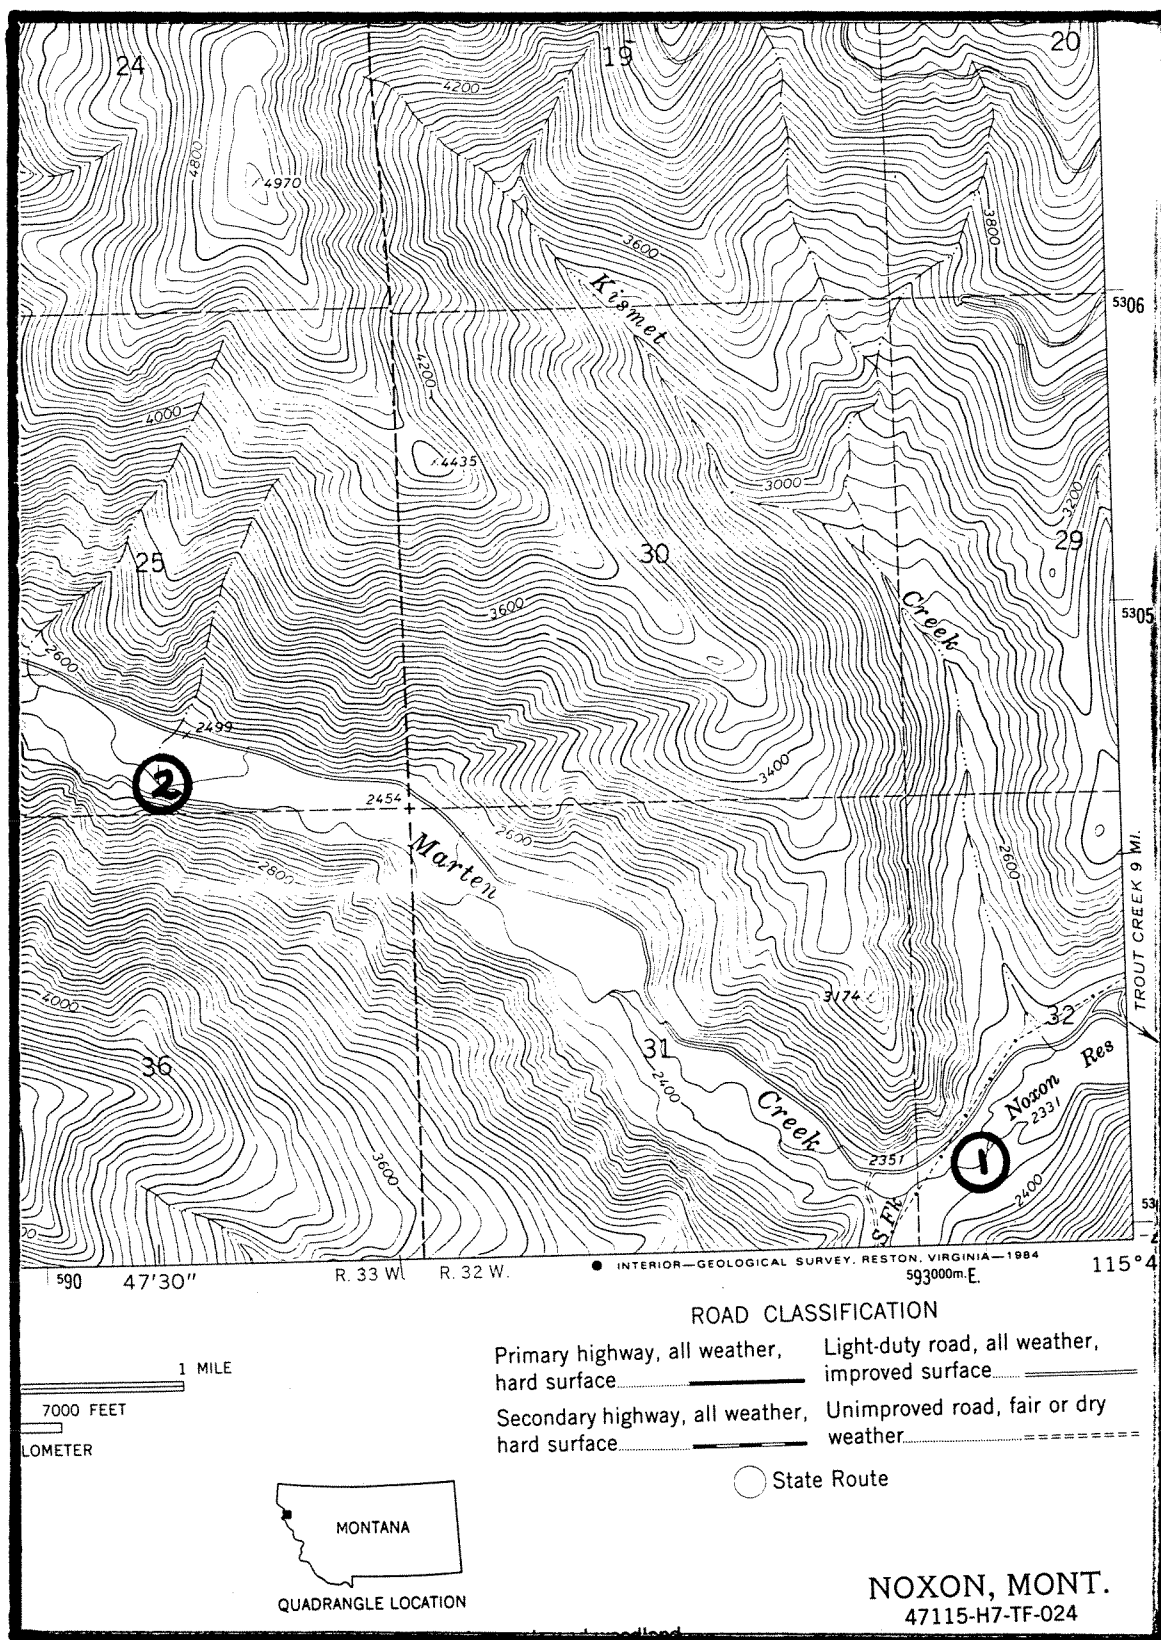 24
19
20
4200
4800
4970
3600
3800
Kismet
5306
4200
4000
4435
3000
3200
25
30
29
3600
Creek
5305
2600
2499
2
3400
2454
Marten
2600
2800
2600
TROUT CREEK 9 MI.
4000
3174
32
36
31
2400
Noxon Res
2331
Creek
2351
1
3600
2400
S. Fk
53
590
47'30"
R. 33 W
R. 32 W.
INTERIOR—GEOLOGICAL SURVEY, RESTON, VIRGINIA—1984
593000m. E.
115°4
ROAD CLASSIFICATION
Primary highway, all weather,
hard surface
Light-duty road, all weather,
improved surface
Secondary highway, all weather,
hard surface
Unimproved road, fair or dry
weather
State Route
1 MILE
7000 FEET
LOMETER
MONTANA
QUADRANGLE LOCATION
NOXON, MONT.
47115-H7-TF-024